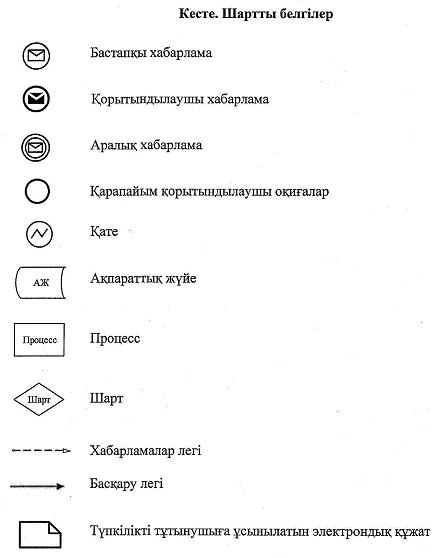 Кесте. Шартты белгілер
Бастапқы хабарлама
Қорытындылаушы хабарлама
Аралық хабарлама
Қарапайым қорытындылаушы оқиғалар
Қате
АЖ Ақпараттық жүйе
Процесс Процесс
Шарт Шарт
Хабарламалар легі
Басқару легі
Түпкілікті тұтынушыға ұсынылатын электрондық құжат